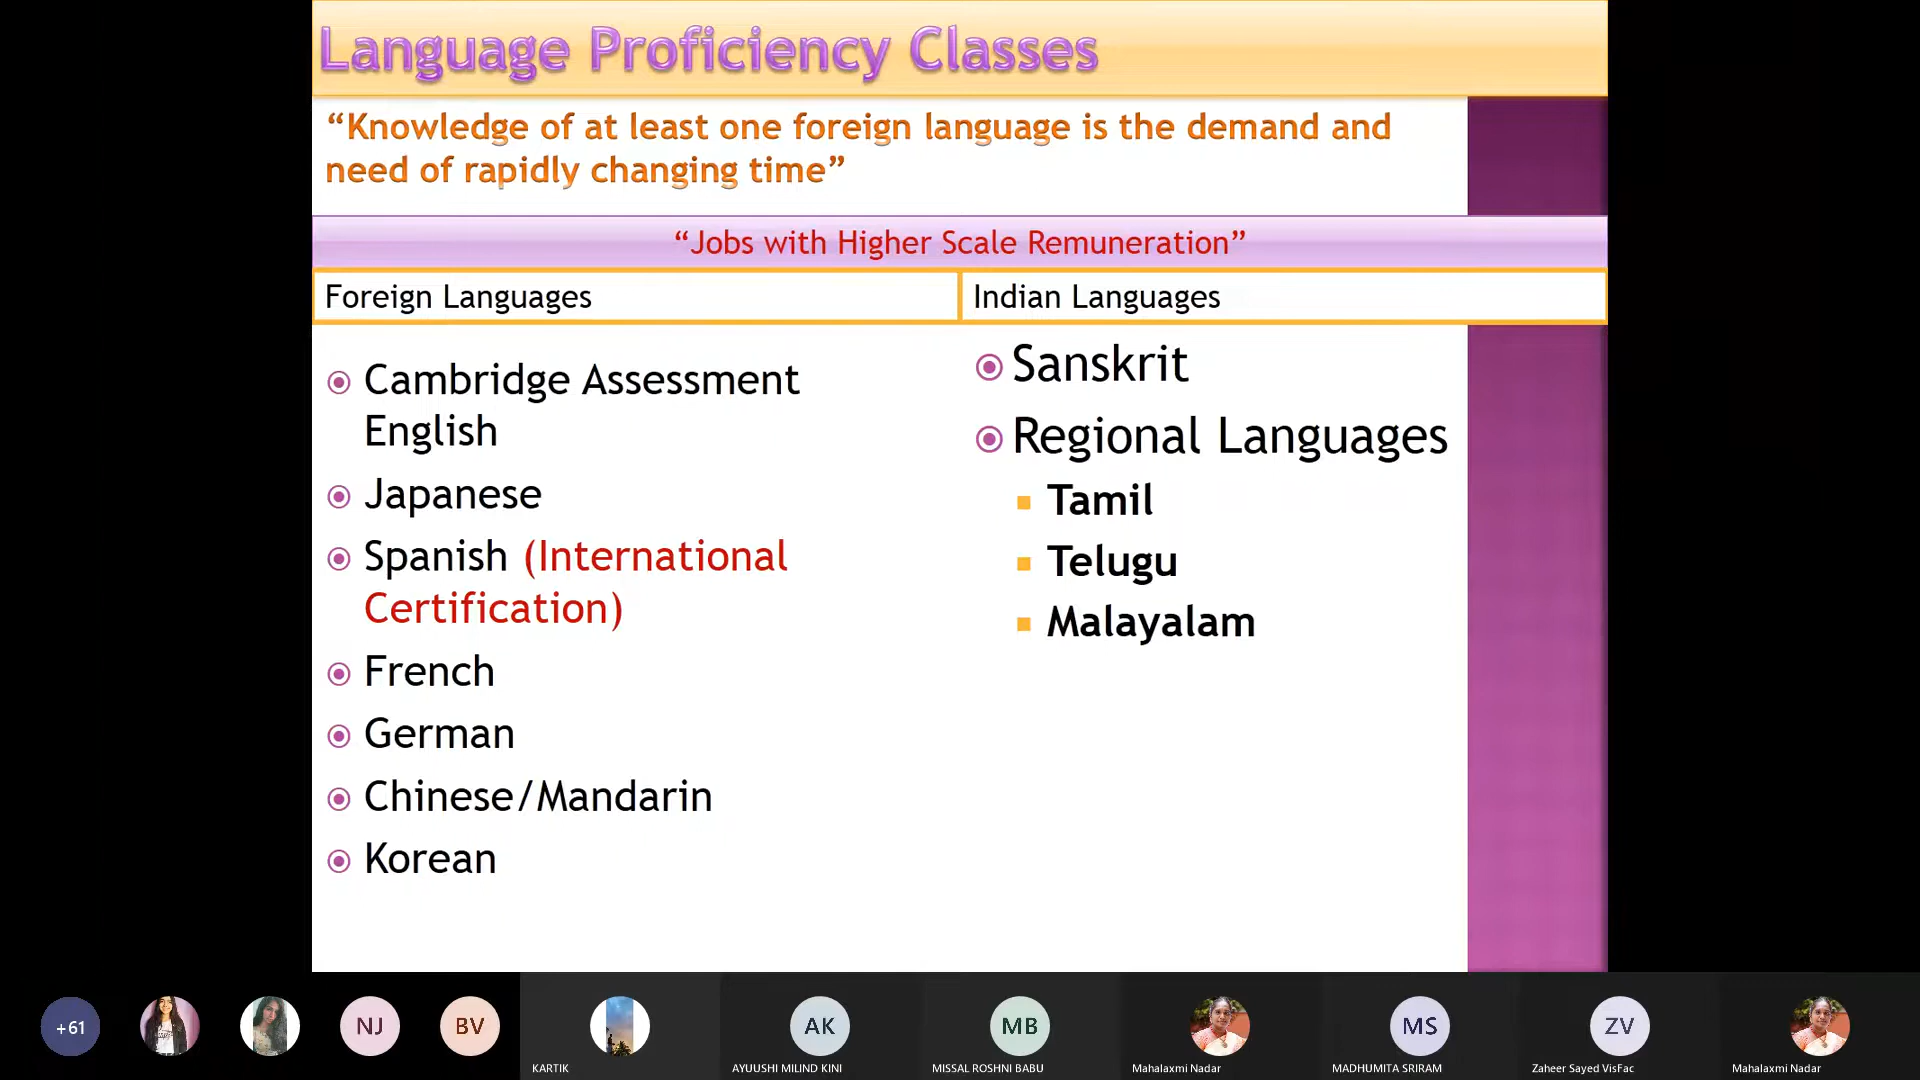 Language Proficiency Classes
“Knowledge of at least one foreign language is the demand and
need of rapidly changing time”
“Jobs with Higher Scale Remuneration”
Foreign Languages
Indian Languages
Cambridge Assessment
English
Japanese
Spanish (International
Certification)
French
German
Chinese/Mandarin
Korean
Sanskrit
Regional Languages
Tamil
Telugu
Malayalam
+61
NJ
BV
KARTIK
AK
AYUUSHI MILIND KINI
MB
MISSAL ROSHNI BABU
Mahalaxmi Nadar
MS
MADHUMITA SRIRAM
ZV
Zaheer Sayed VisFac
Mahalaxmi Nadar